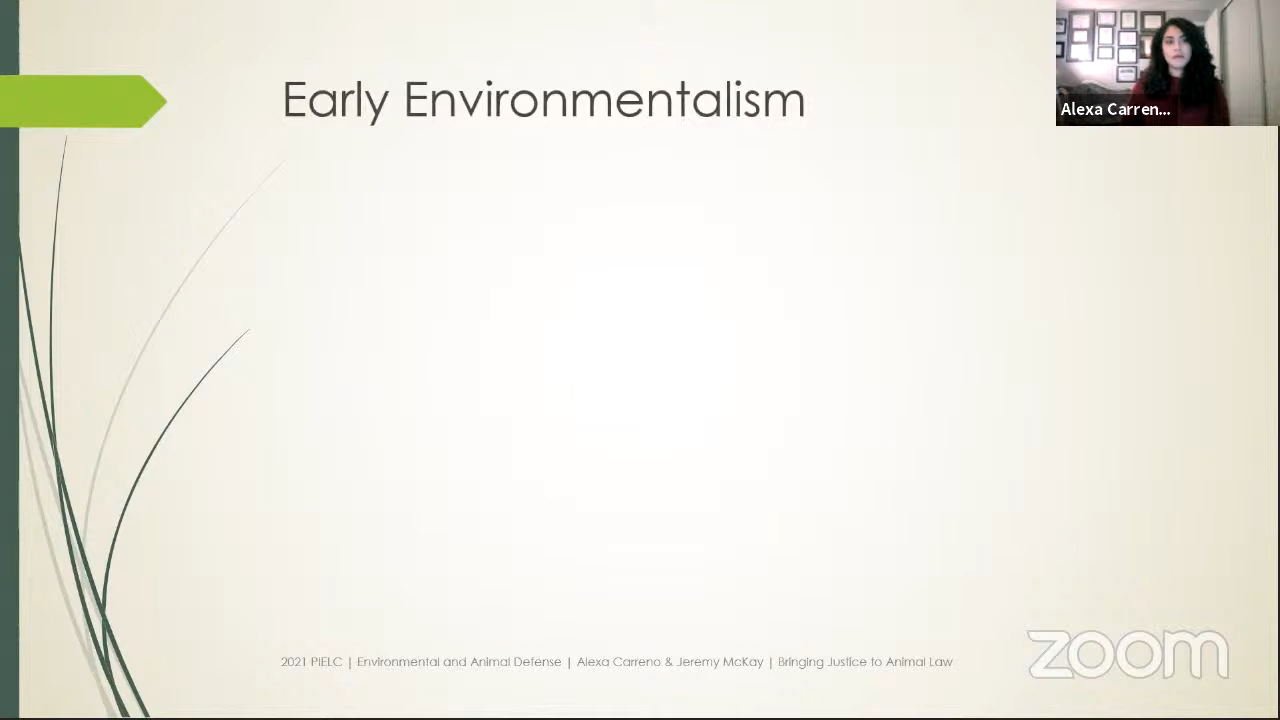 Early Environmentalism
Alexa Carren...
2021 PIELC | Environmental and Animal Defense | Alexa Carreno & Jeremy McKay | Bringing Justice to Animal Law
zoom